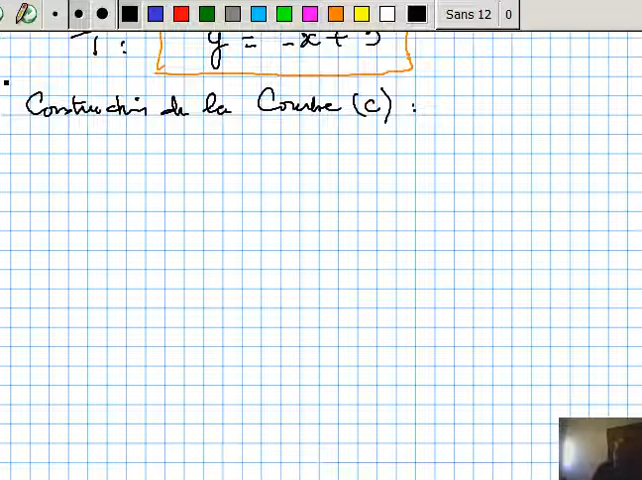 Sans 12 0
T : y = -x + 3
Construction de la Courbe (C) :